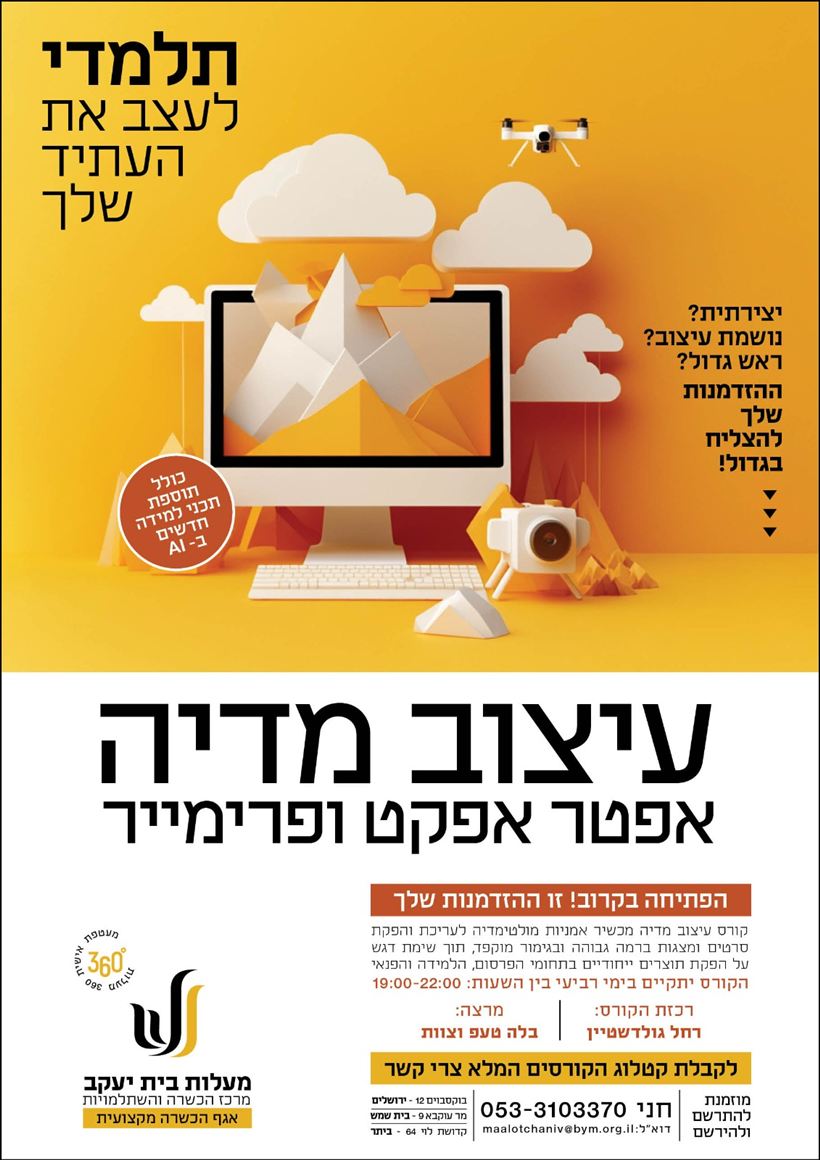 תלמדי
לעצב את
העתיד
שלך
יצירתית?
נושמת עיצוב?
ראש גדול?
ההזדמנות
שלך
להצליח
בגדול!
כולל
תוספת
תכני למידה
חדשים
ב- AI
עיצוב מדיה
אפטר אפקט ופרימייר
הפתיחה בקרוב! זו ההזדמנות שלך
קורס עיצוב מדיה מכשיר אמניות מולטימדיה לעריכת והפקת
סרטים ומצגות ברמה גבוהה ובגימור מוקפד, תוך שימת דגש
על הפקת תוצרים ייחודיים בתחומי הפרסום, הלמידה והפנאי
הקורס יתקיים בימי רביעי בין השעות: 19:00-22:00
רכזת הקורס:
רחל גולדשטיין
מרצה:
בלה טעפ וצוות
לקבלת קטלוג הקורסים המלא צרי קשר
מוזמנת
להתרשם
ולהירשם
חני 053-3103370
דוא"ל: maalotchaniv@bym.org.il
בוקסבוים 12 - ירושלים
מר עוקבא 9 - בית שמש
קדושת לוי 64 - ביתר
מעטפת אישית
360°
מעלות 360
מעלות בית יעקב
מרכז הכשרה והשתלמויות
אגף הכשרה מקצועית